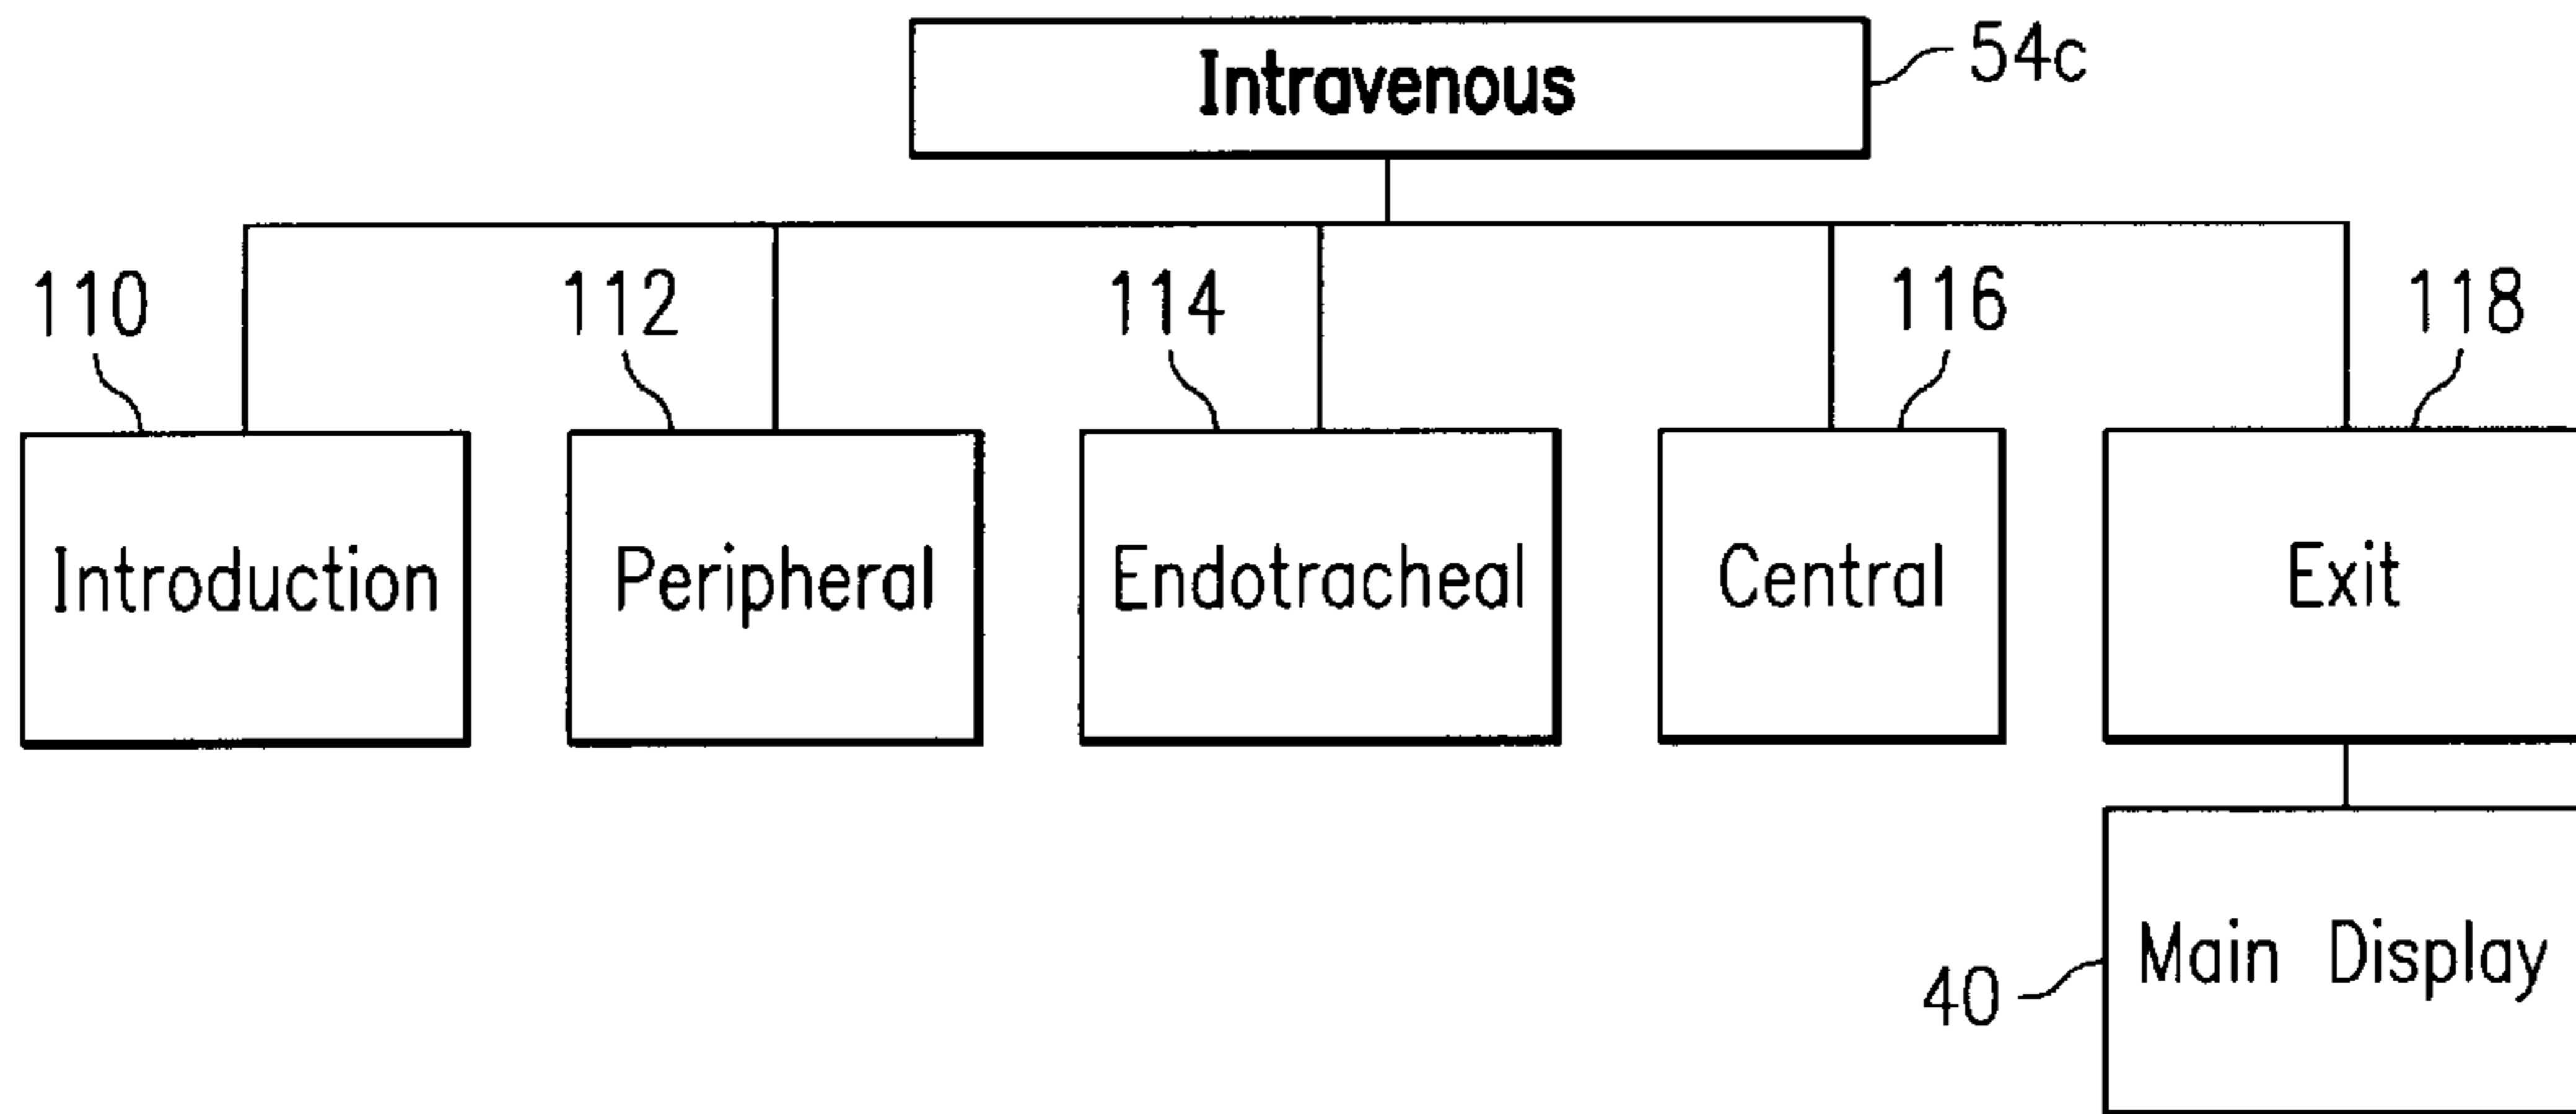 Intravenous
54c
110
112
114
116
118
Introduction
Peripheral
Endotracheal
Central
Exit
40
Main Display